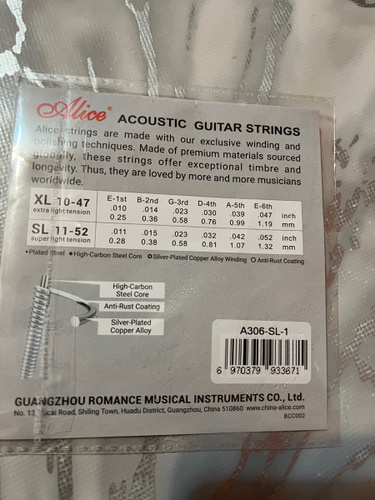 Alice® ACOUSTIC GUITAR STRINGS
Alice strings are made with our exclusive winding and
polishing techniques. Made of premium materials sourced
globally, these strings offer exceptional timbre and
longevity. Thus, they are loved by more and more musicians
worldwide.
XL 10-47 E-1st B-2nd G-3rd D-4th A-5th E-6th
extra light tension .010 .014 .023 .030 .039 .047 inch
0.25 0.36 0.58 0.76 0.99 1.19 mm
SL 11-52 .011 .015 .023 .032 .042 .052 inch
super light tension 0.28 0.38 0.58 0.81 1.07 1.32 mm
•Plated Steel •High-Carbon Steel Core Silver-Plated Copper Alloy Winding Anti-Rust Coating
High-Carbon
Steel Core
Anti-Rust Coating
Silver-Plated
Copper Alloy
A306-SL-1
6 970379 933671
GUANGZHOU ROMANCE MUSICAL INSTRUMENTS CO., Ltd.
Road, Shiling Town, Huadu District, Guangzhou, China 510860 www.china-alice.com
BCC002